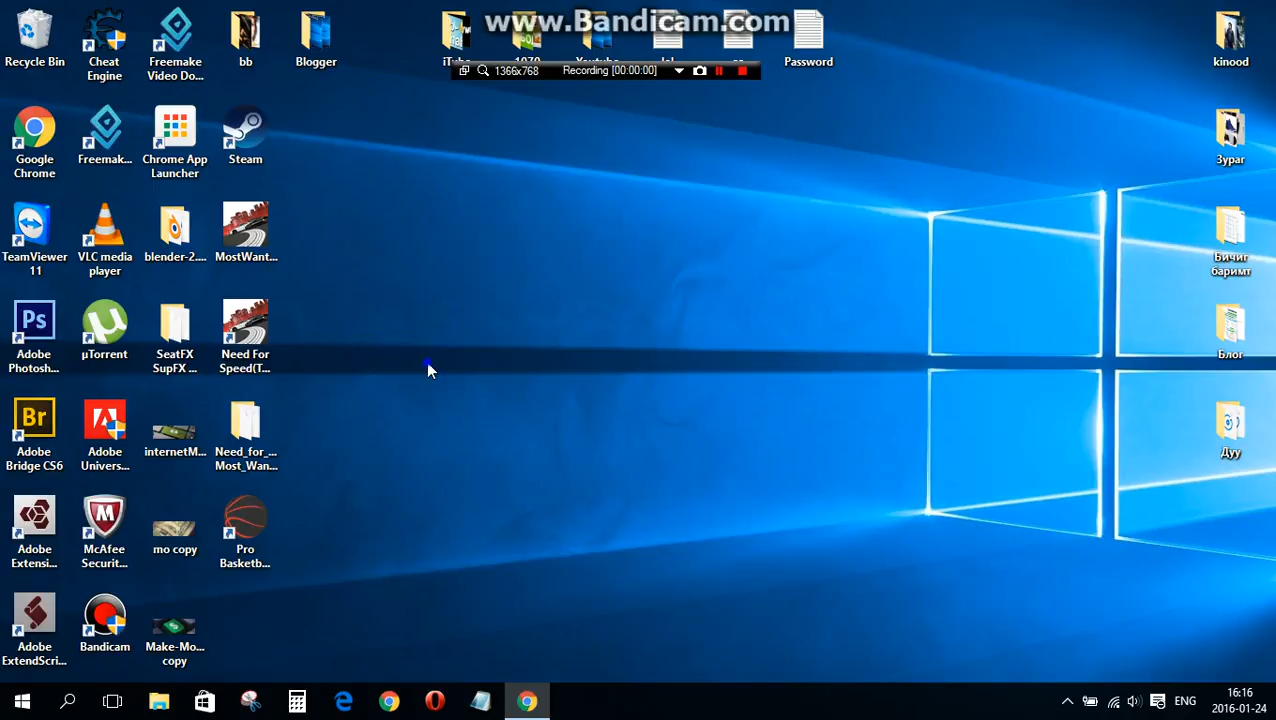 www.Bandicam.com
1366x768 Recording [00:00:00]
Recycle Bin
Cheat
Engine
Freemake
Video Do...
bb
Blogger
Password
kinood
Google
Chrome
Freemak...
Chrome App
Launcher
Steam
Зураг
TeamViewer
11
VLC media
player
blender-2....
MostWant...
Бичиг
баримт
Ps
Adobe
Photosh...
µTorrent
SeatFX
SupFX ...
Need For
Speed(T...
Блог
Br
Adobe
Bridge CS6
Adobe
Univers...
internetM...
Need_for_...
Most_Wan...
Дуу
Adobe
Extensi...
McAfee
Securit...
mo copy
Pro
Basketb...
Adobe
ExtendScri...
Bandicam
Make-Mo...
copy
ENG
16:16
2016-01-24